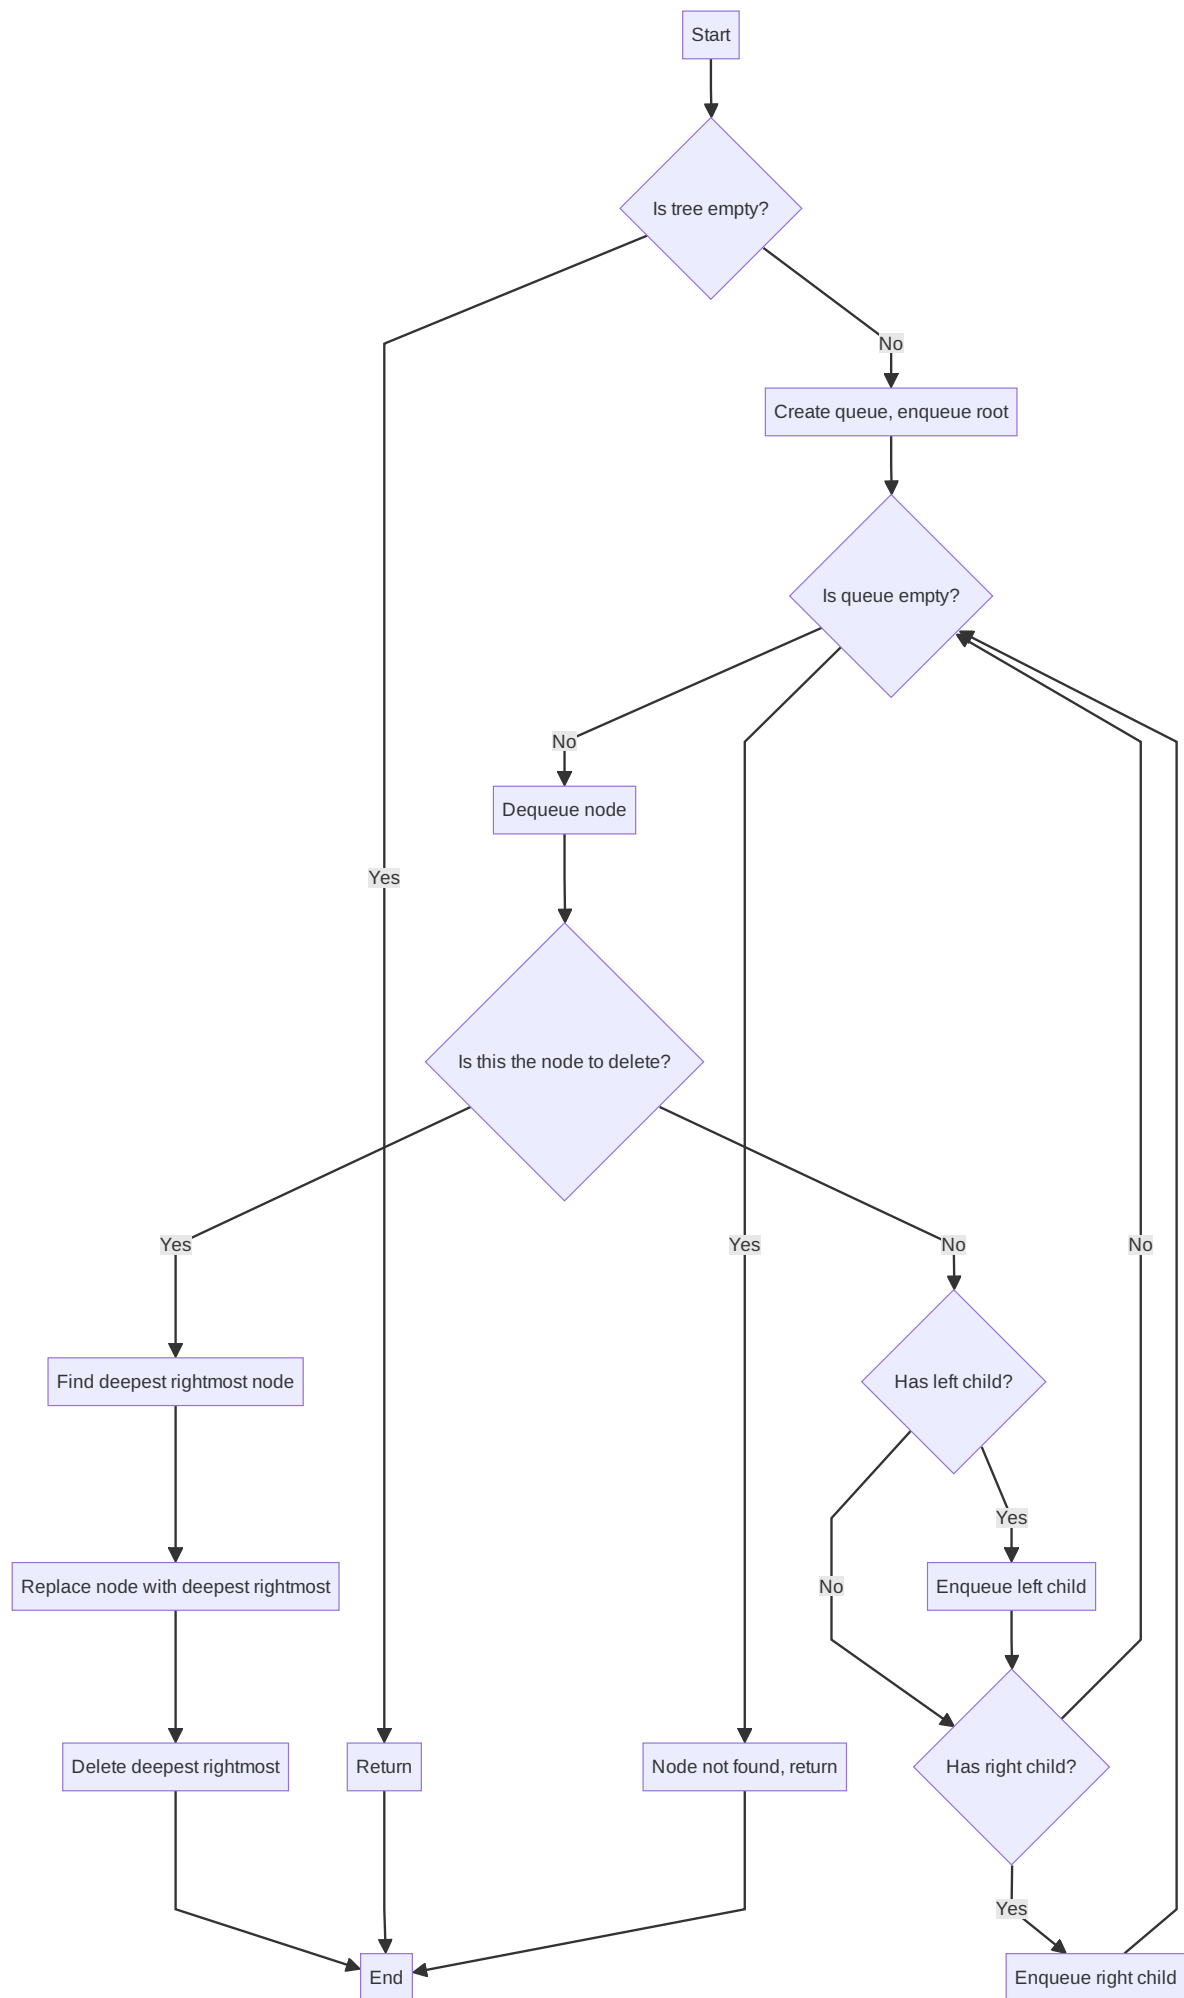 Start
Is tree empty?
No
Create queue, enqueue root
Is queue empty?
No
Dequeue node
Yes
Is this the node to delete?
Yes
Yes
No
No
Find deepest rightmost node
Has left child?
Yes
Replace node with deepest rightmost
No
Enqueue left child
Delete deepest rightmost
Return
Node not found, return
Has right child?
Yes
End
Enqueue right child